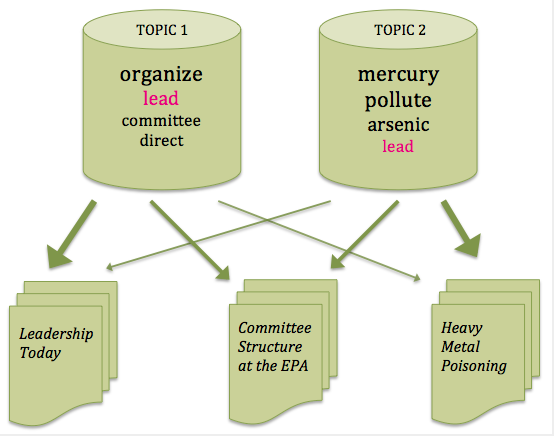 TOPIC 1
organize
lead
committee
direct
TOPIC 2
mercury
pollute
arsenic
lead
Leadership
Today
Committee
Structure
at the EPA
Heavy
Metal
Poisoning